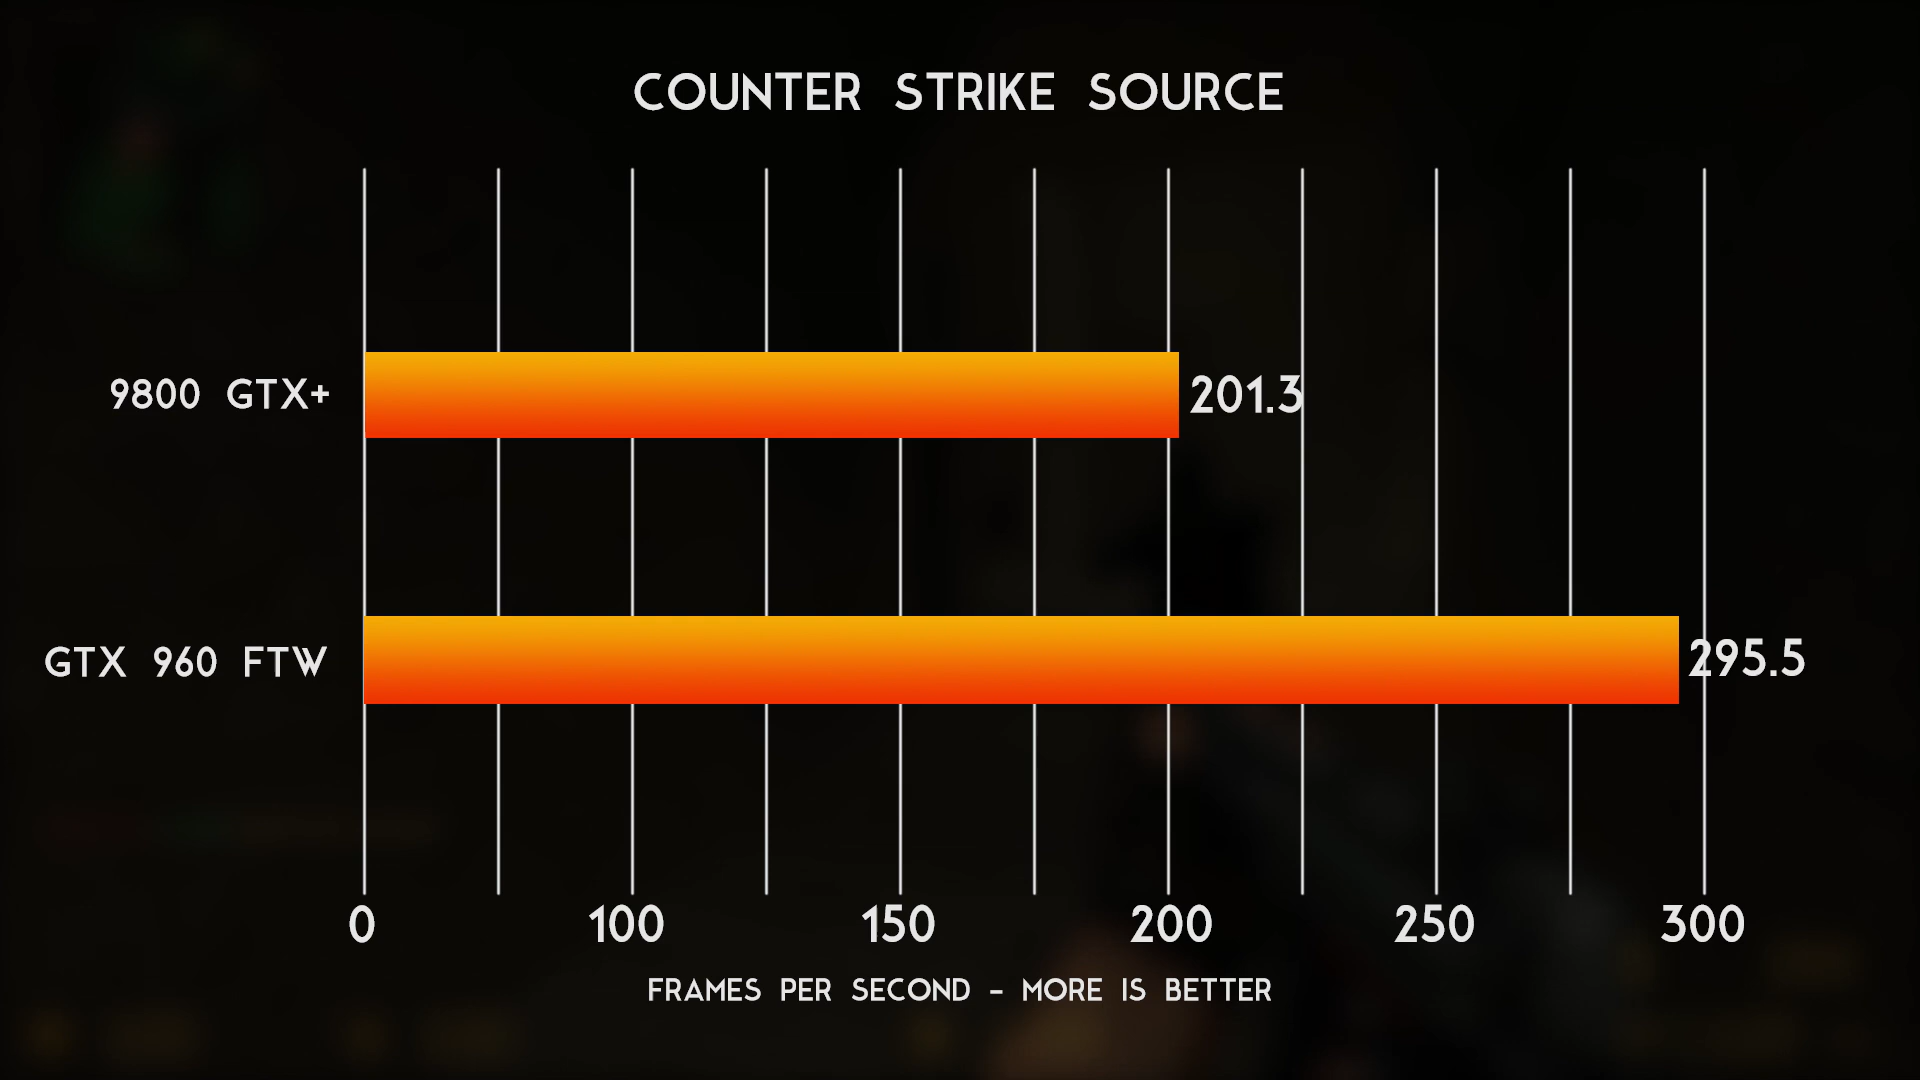 COUNTER STRIKE SOURCE
9800 GTX+
201.3
GTX 960 FTW
295.5
0 100 150 200 250 300
FRAMES PER SECOND - MORE IS BETTER